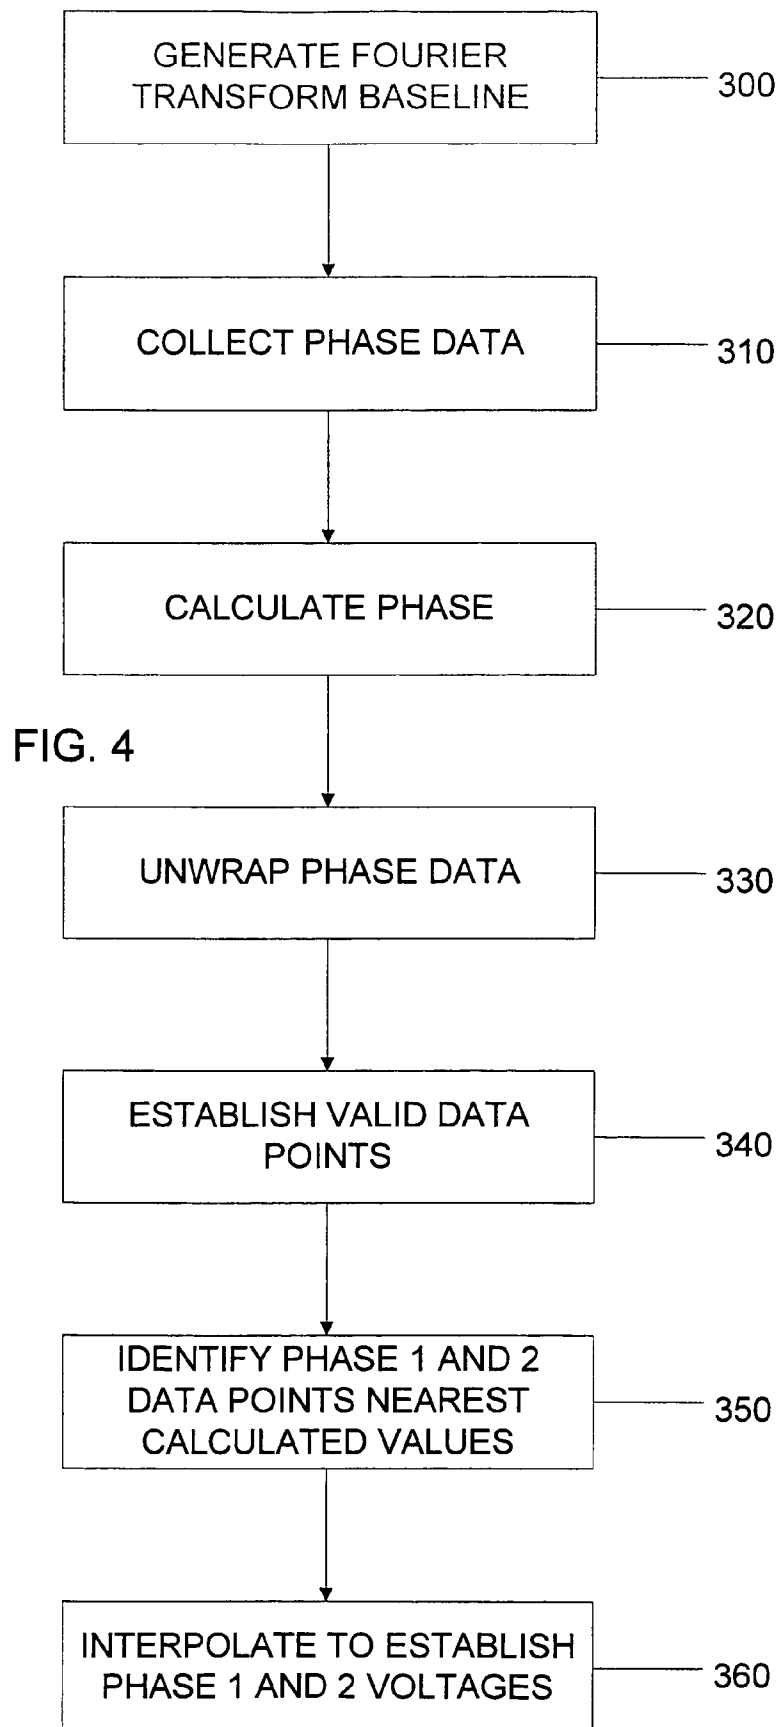 GENERATE FOURIER
TRANSFORM BASELINE
300
COLLECT PHASE DATA
310
CALCULATE PHASE
320
FIG. 4
UNWRAP PHASE DATA
330
ESTABLISH VALID DATA
POINTS
340
IDENTIFY PHASE 1 AND 2
DATA POINTS NEAREST
CALCULATED VALUES
350
INTERPOLATE TO ESTABLISH
PHASE 1 AND 2 VOLTAGES
360